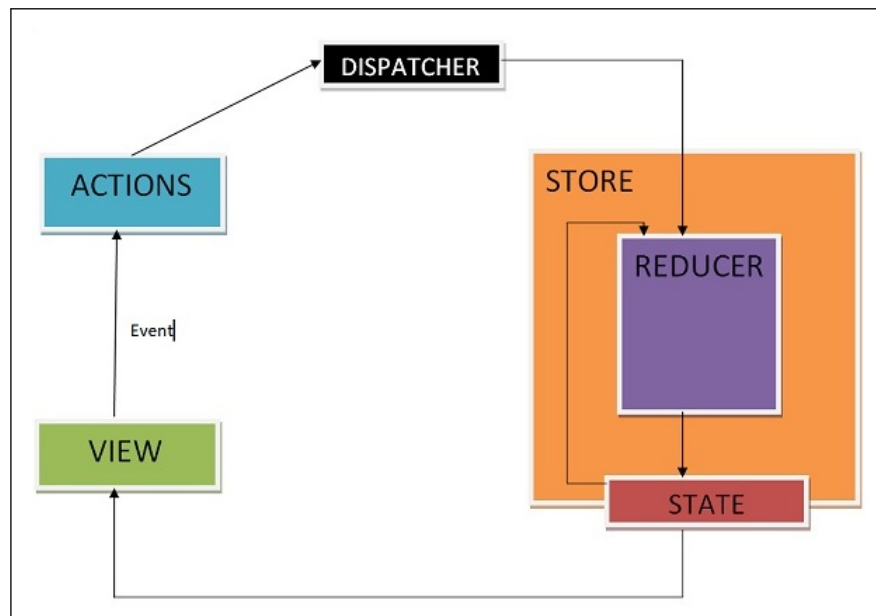 DISPATCHER
ACTIONS
STORE
REDUCER
Event
VIEW
STATE